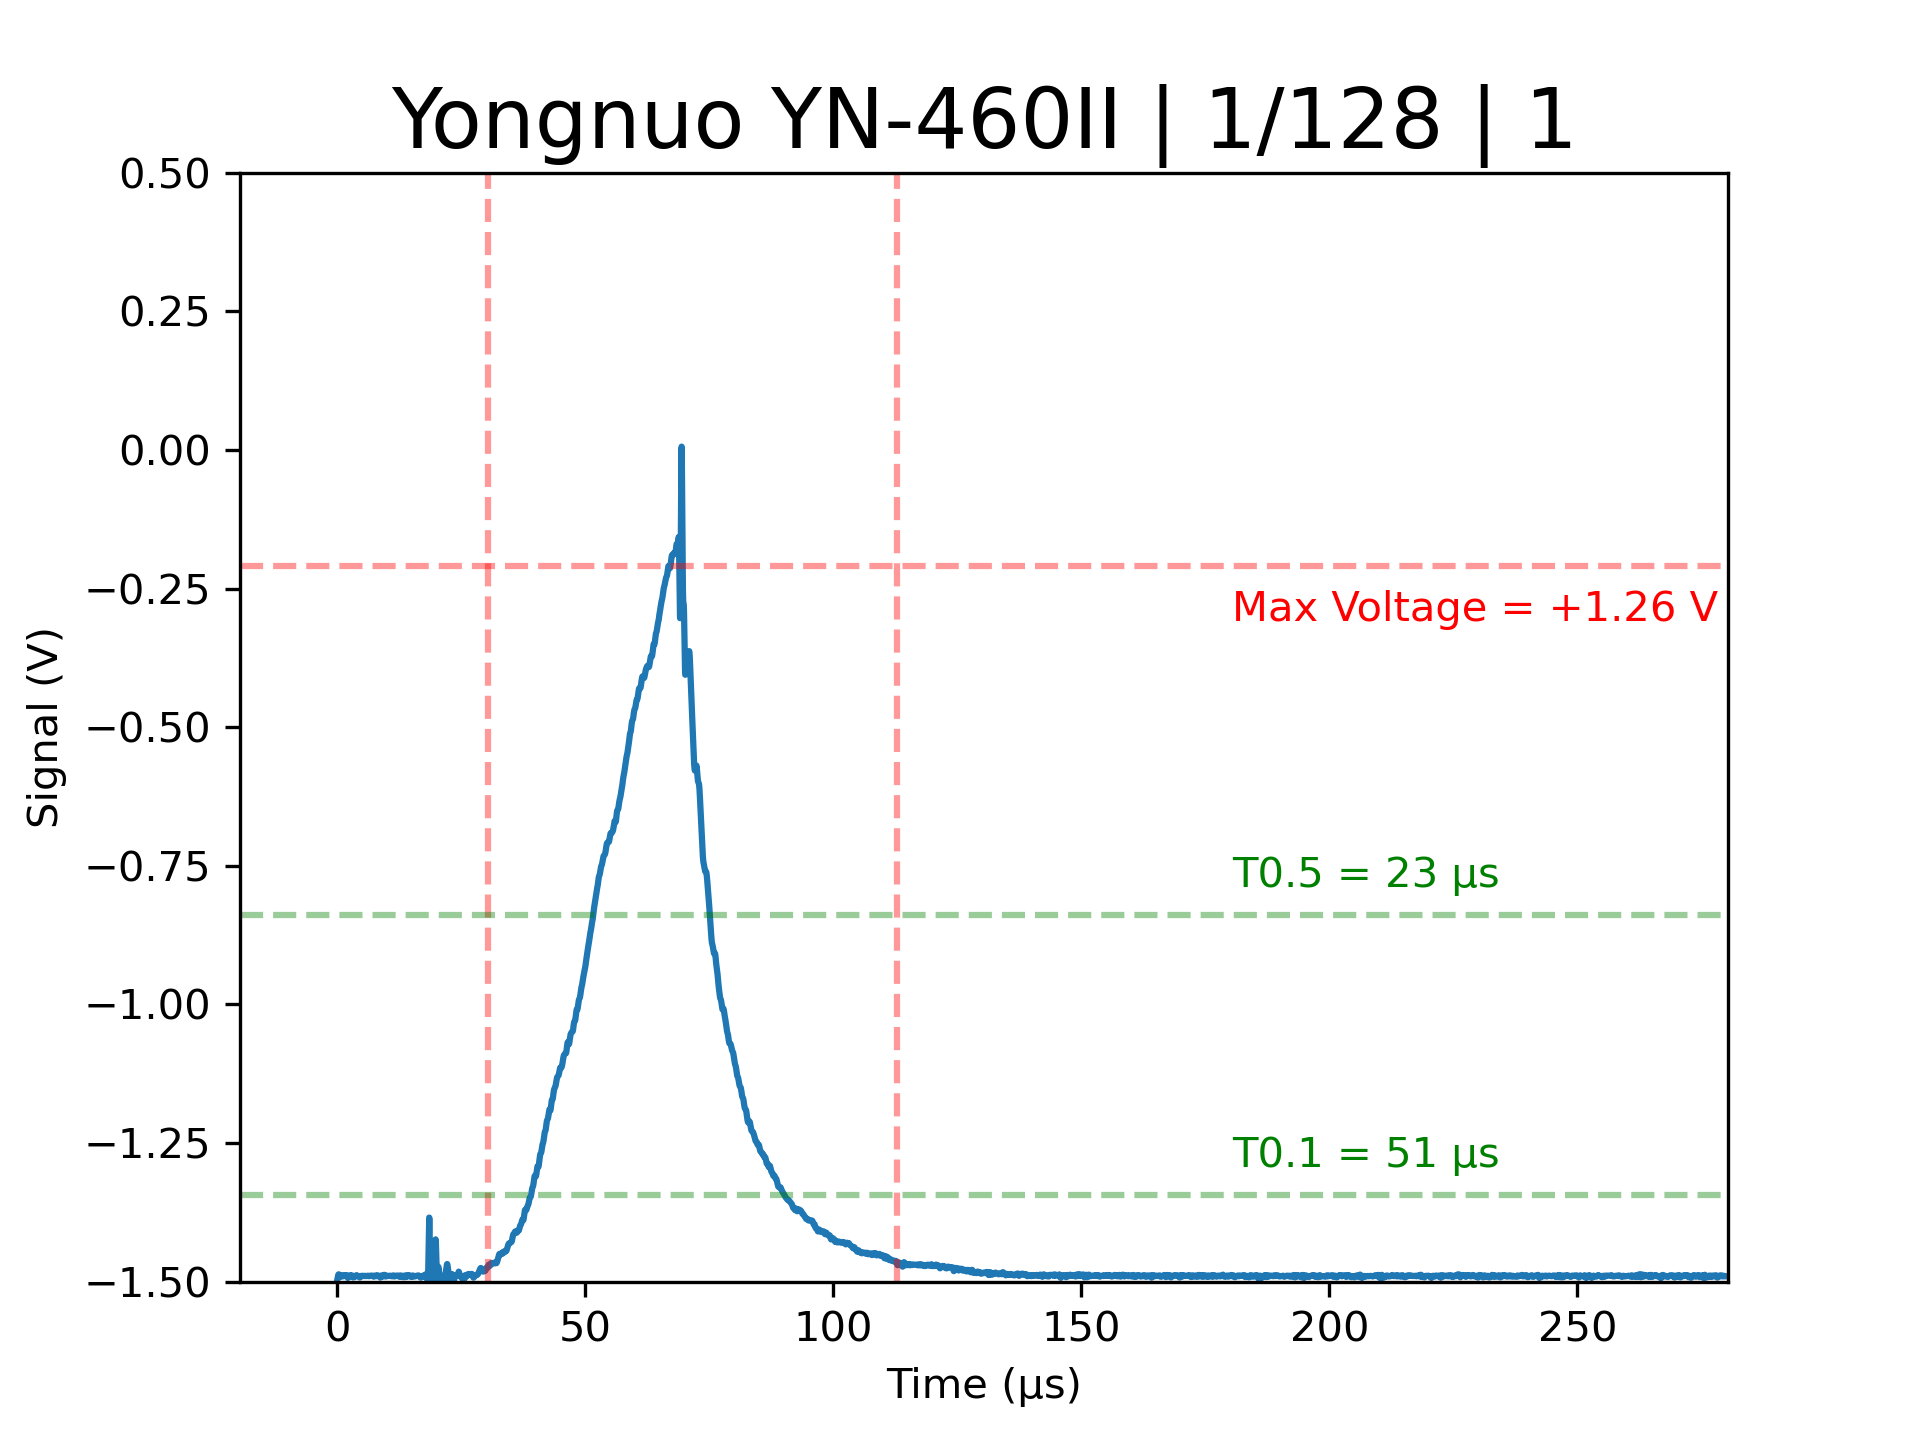 Yongnuo YN-460II | 1/128 | 1
0.50
0.25
0.00
−0.25
Max Voltage = +1.26 V
−0.50
−0.75
T0.5 = 23 µs
−1.00
−1.25
T0.1 = 51 µs
−1.50
Signal (V)
0 50 100 150 200 250
Time (µs)